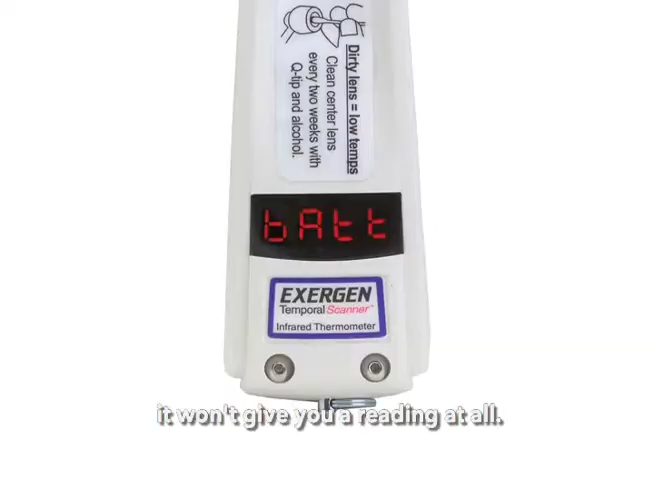 Dirty lens = low temps
Clean center lens
every two weeks with
Q-tip and alcohol.
bAtt
EXERGEN
TemporalScanner™
Infrared Thermometer
it won't give you a reading at all.